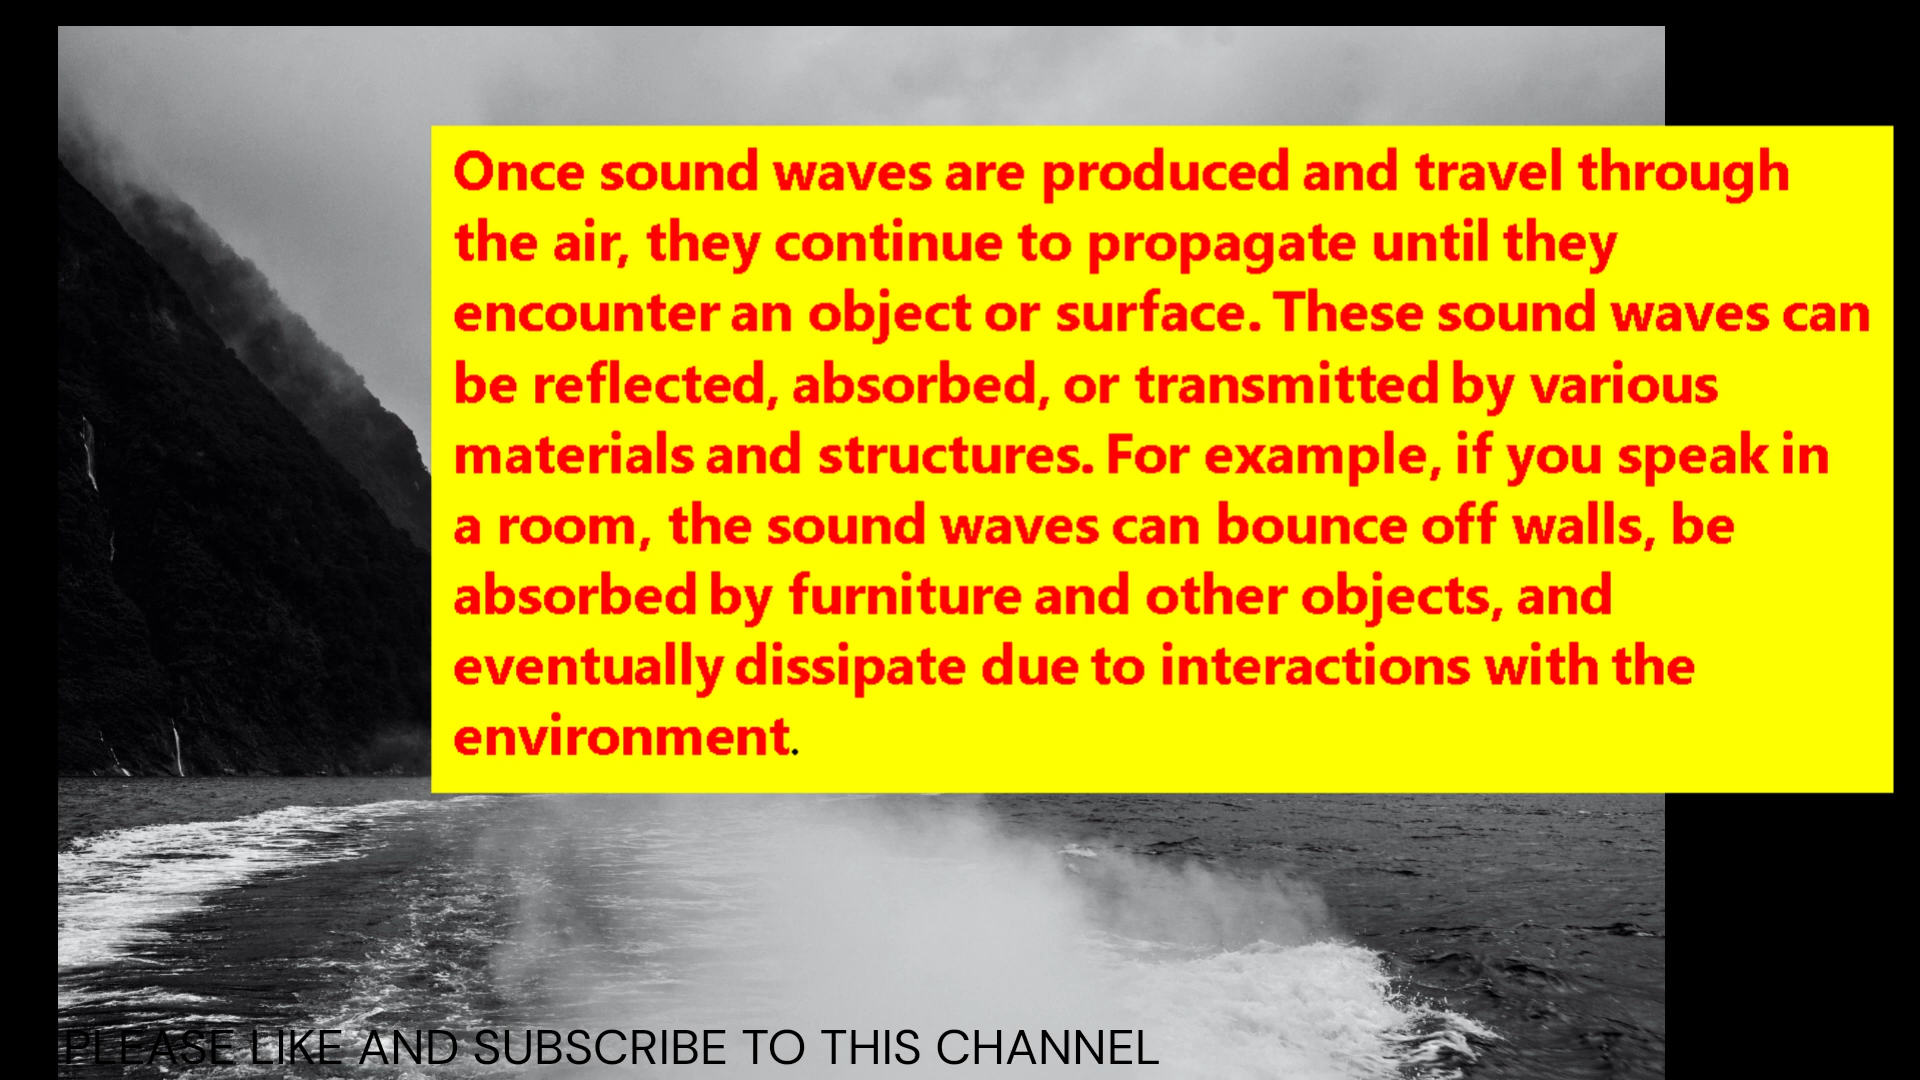 Once sound waves are produced and travel through
the air, they continue to propagate until they
encounter an object or surface. These sound waves can
be reflected, absorbed, or transmitted by various
materials and structures. For example, if you speak in
a room, the sound waves can bounce off walls, be
absorbed by furniture and other objects, and
eventually dissipate due to interactions with the
environment.
PLEASE LIKE AND SUBSCRIBE TO THIS CHANNEL